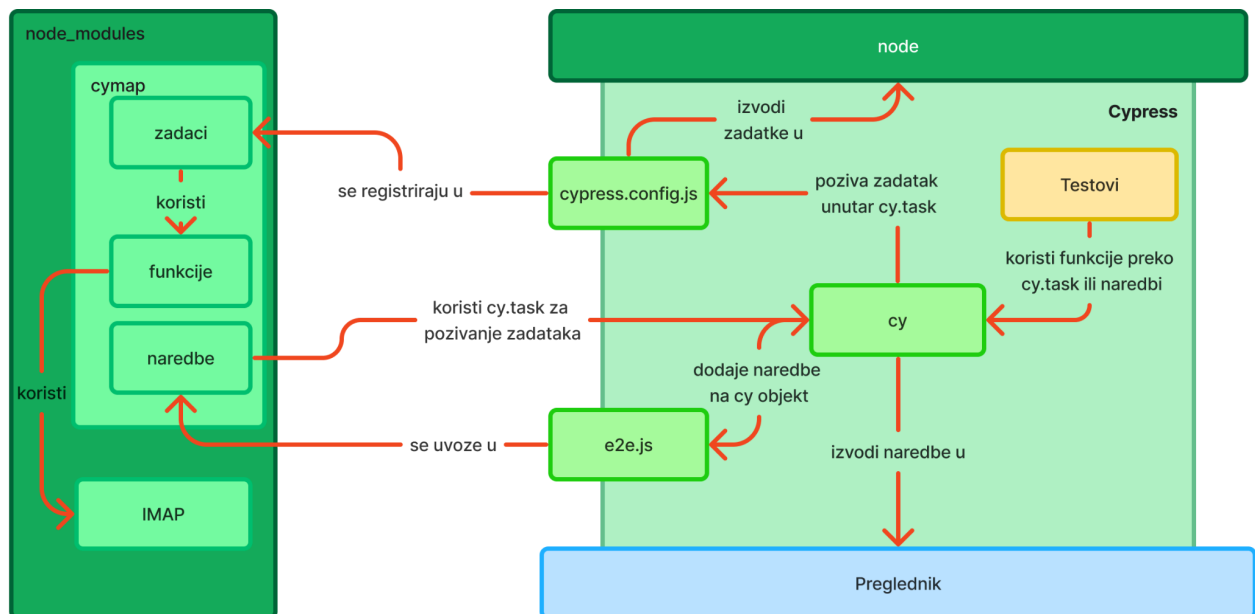 node_modules
cymap
zadaci
koristi
funkcije
naredbe
koristi
IMAP
se registriraju u
koristi cy.task za
pozivanje zadataka
se uvoze u
node
Cypress
izvodi
zadatke u
cypress.config.js
poziva zadatak
unutar cy.task
Testovi
koristi funkcije preko
cy.task ili naredbi
cy
dodaje naredbe
na cy objekt
e2e.js
izvodi naredbe u
Preglednik